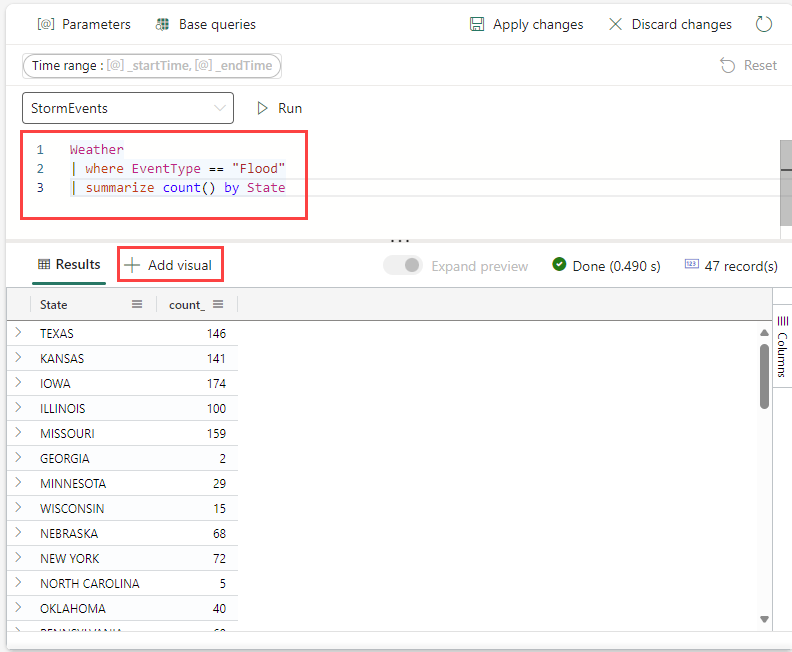 [@] Parameters Base queries Apply changes Discard changes
Time range : [@] _startTime, [@] _endTime Reset
StormEvents Run
1 Weather
2 | where EventType == "Flood"
3 | summarize count() by State
Results Add visual Expand preview Done (0.490 s) 123 47 record(s)
State count_
TEXAS 146
KANSAS 141
IOWA 174
ILLINOIS 100
MISSOURI 159
GEORGIA 2
MINNESOTA 29
WISCONSIN 15
NEBRASKA 68
NEW YORK 72
NORTH CAROLINA 5
OKLAHOMA 40
Columns